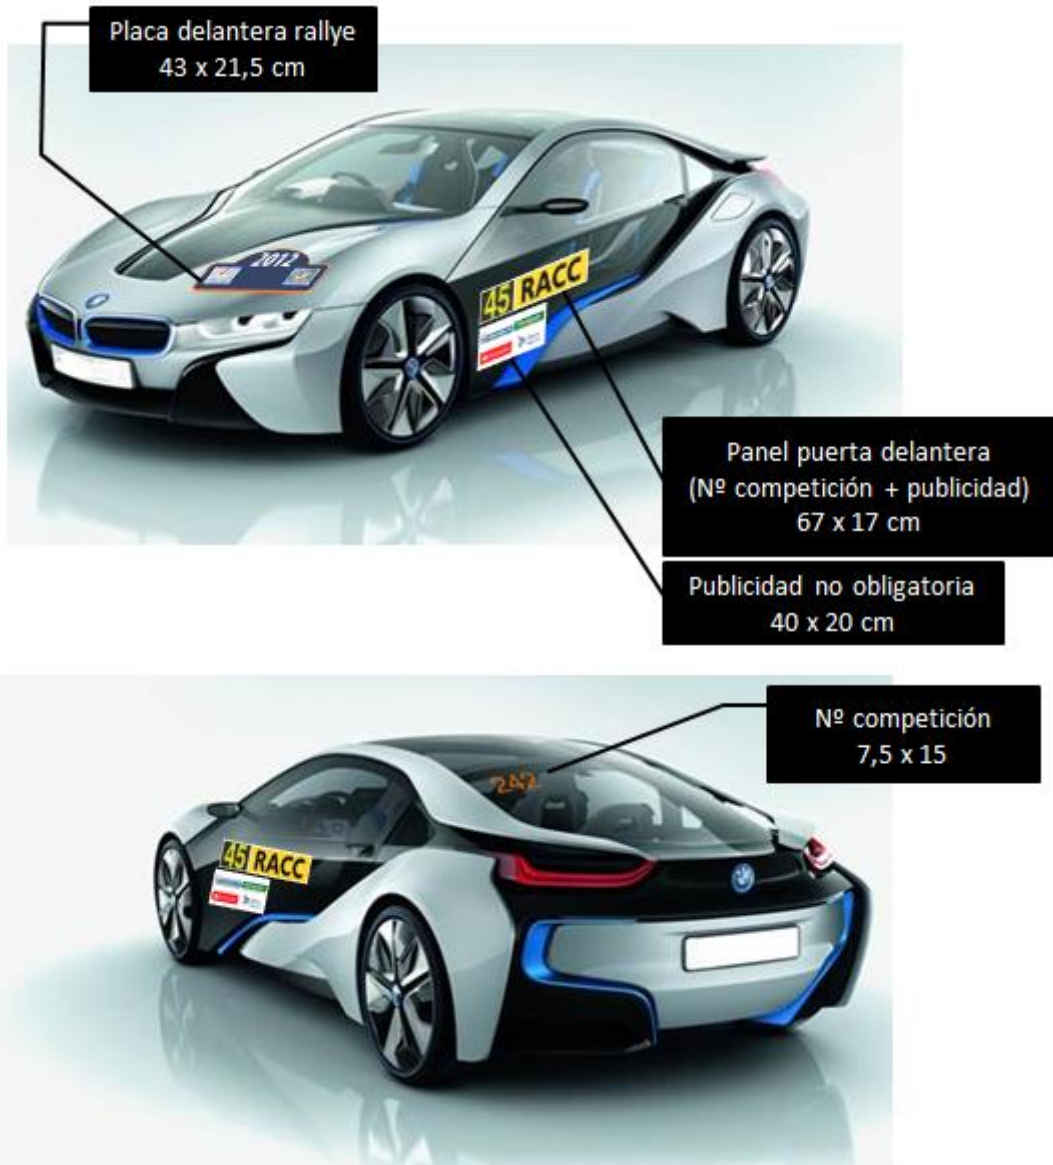 Placa delantera rallye
43 x 21,5 cm
2012
45 RACC
Panel puerta delantera
(Nº competición + publicidad)
67 x 17 cm
Publicidad no obligatoria
40 x 20 cm
Nº competición
7,5 x 15
242
45 RACC